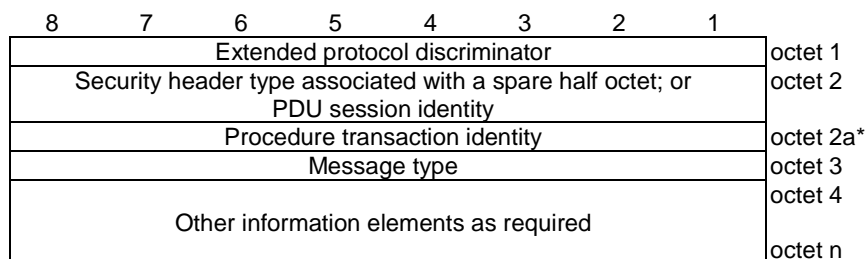 8 7 6 5 4 3 2 1
Extended protocol discriminator octet 1
Security header type associated with a spare half octet; or octet 2
PDU session identity
Procedure transaction identity octet 2a*
Message type octet 3
octet 4
Other information elements as required
octet n